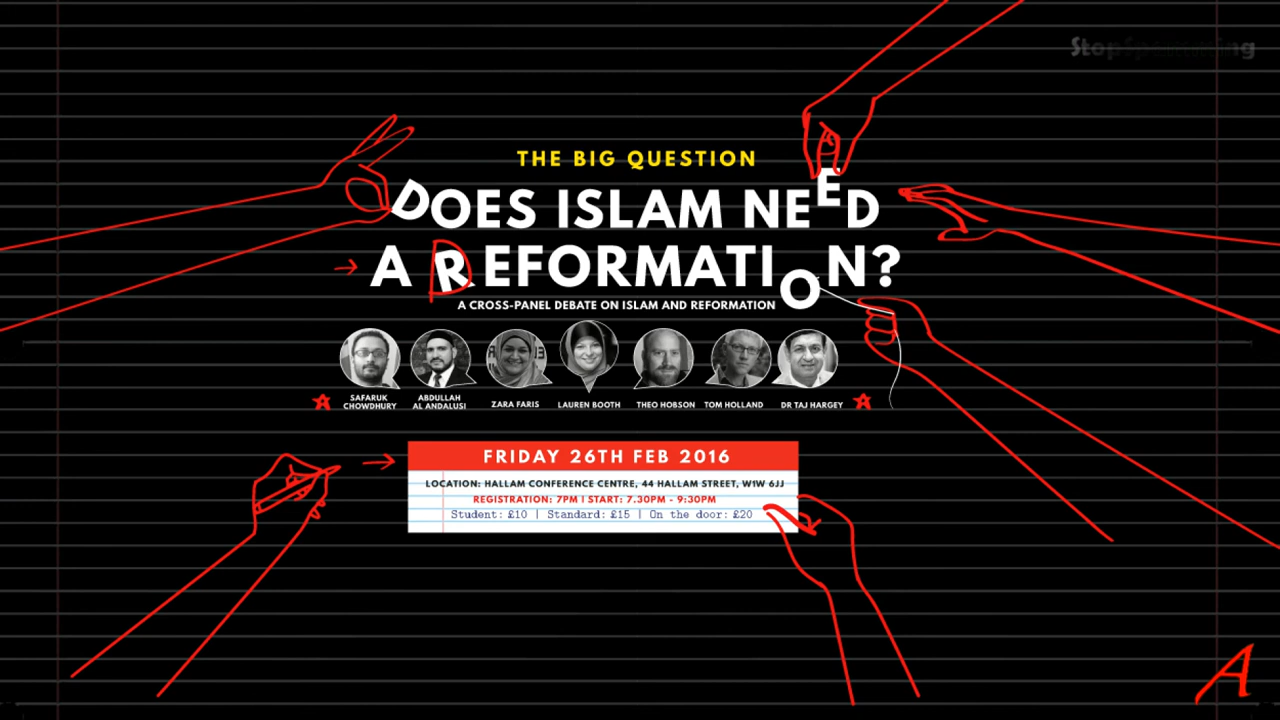 THE BIG QUESTION
DOES ISLAM NEED
A REFORMATION?
A CROSS-PANEL DEBATE ON ISLAM AND REFORMATION
SAFARUK CHOWDHURY
ABDULLAH AL ANDALUSI
ZARA FARIS
LAUREN BOOTH
THEO HOBSON
TOM HOLLAND
DR TAJ HARGEY
FRIDAY 26TH FEB 2016
LOCATION: HALLAM CONFERENCE CENTRE, 44 HALLAM STREET, W1W 6JJ
REGISTRATION: 7PM | START: 7.30PM - 9:30PM
Student: £10 | Standard: £15 | On the door: £20
A